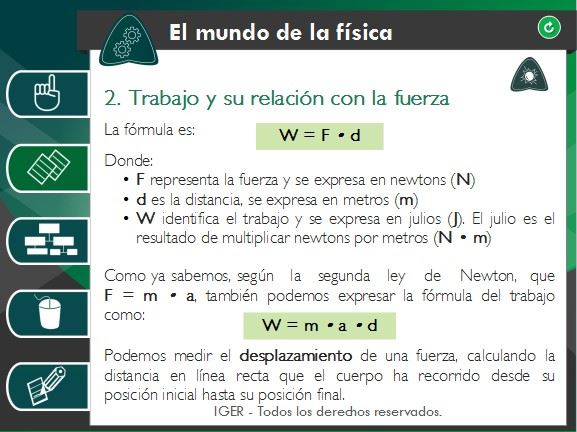 El mundo de la física
2. Trabajo y su relación con la fuerza
La fórmula es:
W = F • d
Donde:
• F representa la fuerza y se expresa en newtons (N)
• d es la distancia, se expresa en metros (m)
• W identifica el trabajo y se expresa en julios (J). El julio es el
resultado de multiplicar newtons por metros (N • m)
Como ya sabemos, según la segunda ley de Newton, que
F = m • a, también podemos expresar la fórmula del trabajo
como:
W = m • a • d
Podemos medir el desplazamiento de una fuerza, calculando la
distancia en línea recta que el cuerpo ha recorrido desde su
posición inicial hasta su posición final.
IGER - Todos los derechos reservados.